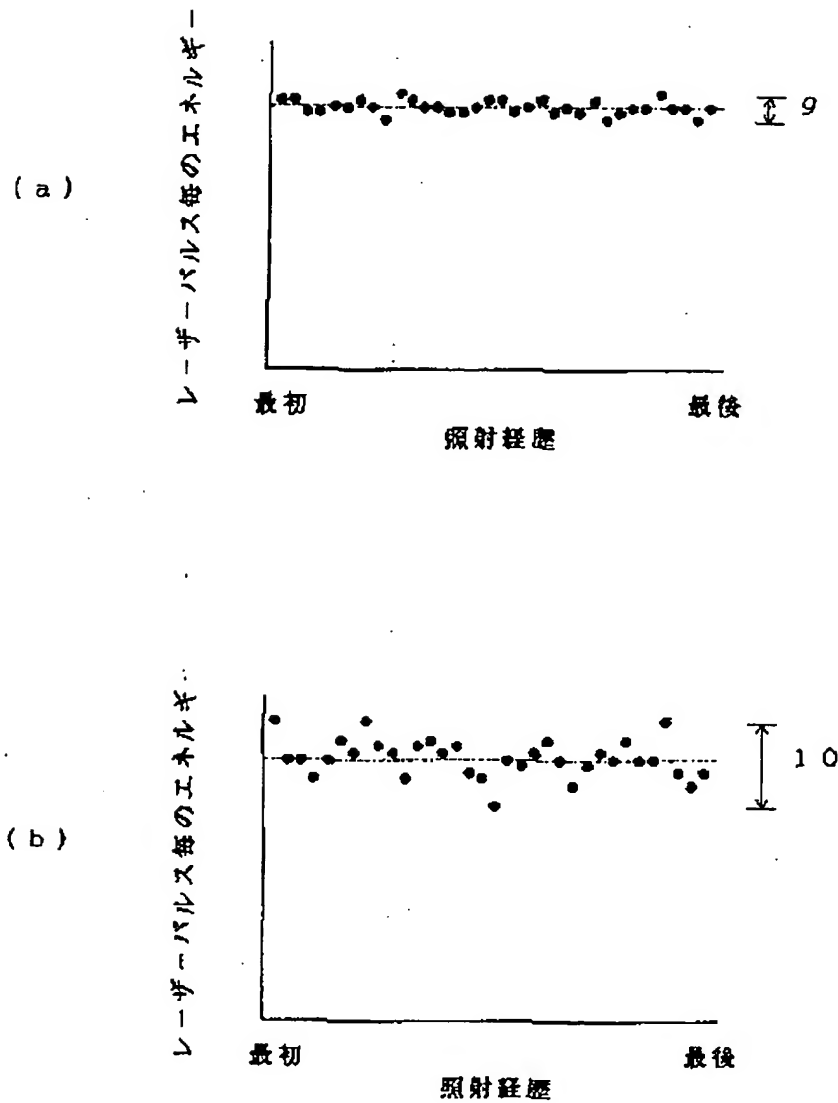 (a)
レーザーパルス毎のエネルギー
9
最初
最後
照射経歴
(b)
レーザーパルス毎のエネルギ
10
最初
最後
照射経歴